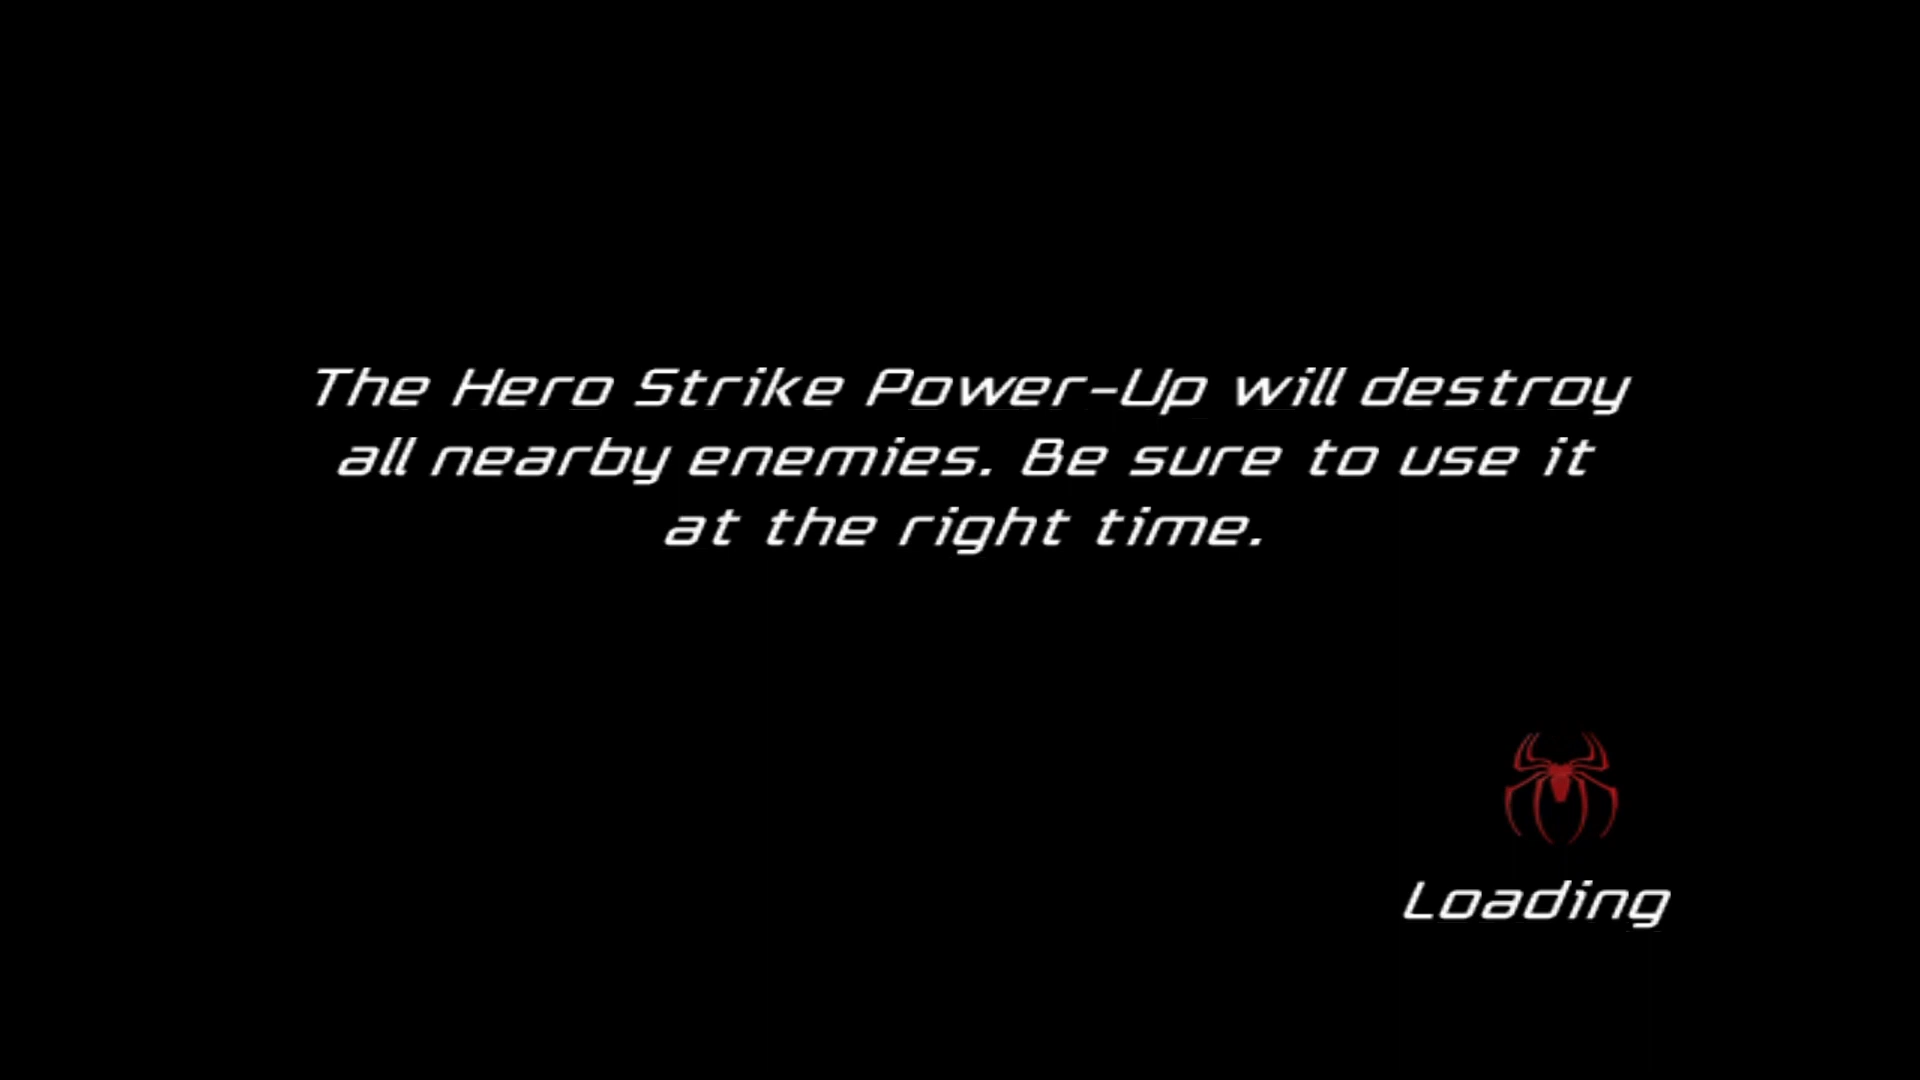 The Hero Strike Power-Up will destroy
all nearby enemies. Be sure to use it
at the right time.
Loading